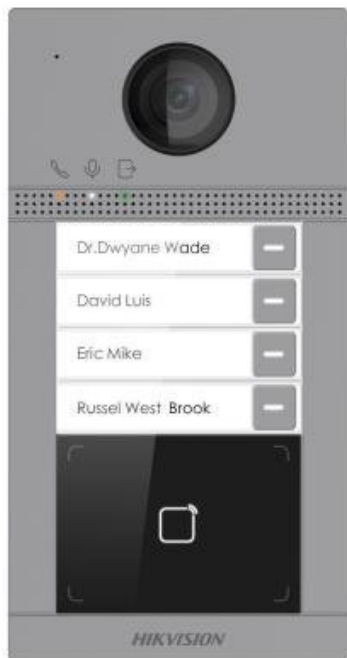 Dr.Dwyane Wade
David Luis
Eric Mike
Russel West Brook
HIKVISION